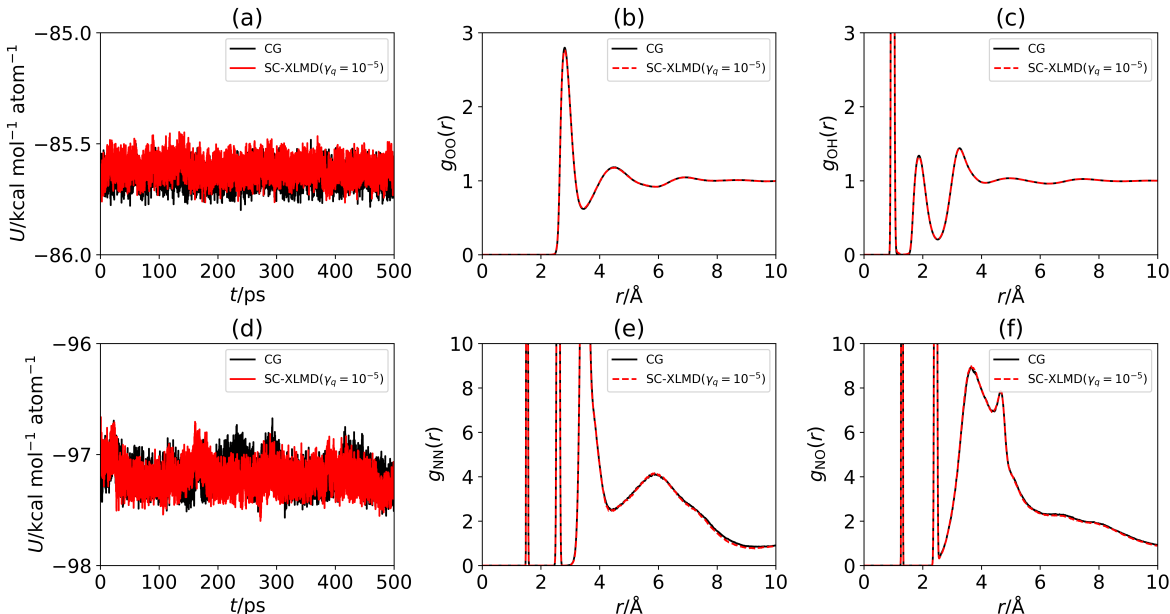 (a)
−85.0
−85.5
−86.0
U/kcal mol⁻¹ atom⁻¹
CG
SC-XLMD(γq = 10⁻⁵)
0 100 200 300 400 500
t/ps
(b)
3
2
1
0
gOO(r)
CG
SC-XLMD(γq = 10⁻⁵)
0 2 4 6 8 10
r/Å
(c)
3
2
1
0
gOH(r)
CG
SC-XLMD(γq = 10⁻⁵)
0 2 4 6 8 10
r/Å
(d)
−96
−97
−98
U/kcal mol⁻¹ atom⁻¹
CG
SC-XLMD(γq = 10⁻⁵)
0 100 200 300 400 500
t/ps
(e)
10
8
6
4
2
0
gNN(r)
CG
SC-XLMD(γq = 10⁻⁵)
0 2 4 6 8 10
r/Å
(f)
10
8
6
4
2
0
gNO(r)
CG
SC-XLMD(γq = 10⁻⁵)
0 2 4 6 8 10
r/Å